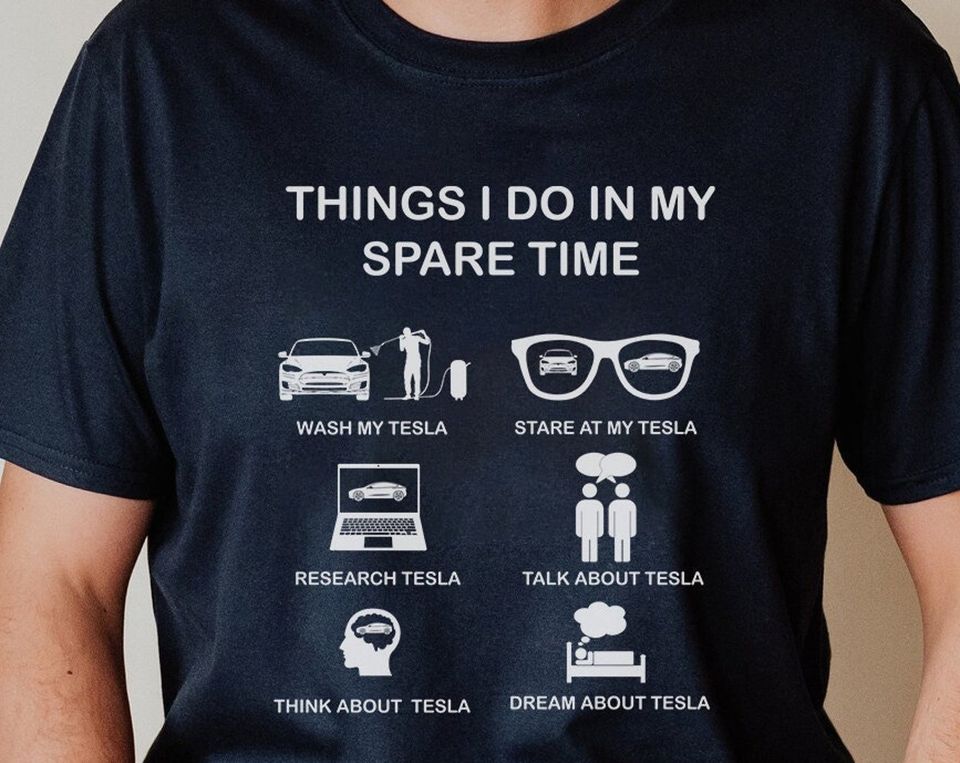 THINGS I DO IN MY
SPARE TIME
WASH MY TESLA
STARE AT MY TESLA
RESEARCH TESLA
TALK ABOUT TESLA
THINK ABOUT TESLA
DREAM ABOUT TESLA